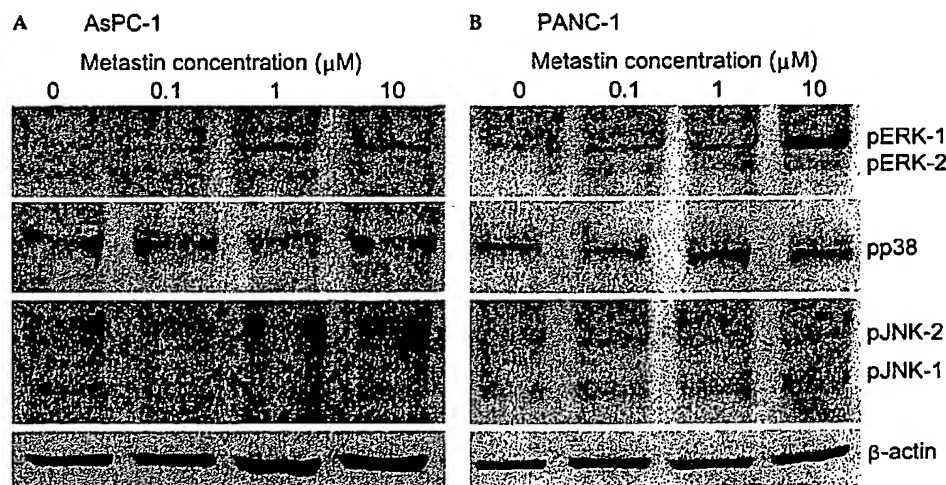 A AsPC-1
Metastin concentration (μM)
0 0.1 1 10
B PANC-1
Metastin concentration (μM)
0 0.1 1 10
pERK-1
pERK-2
pp38
pJNK-2
pJNK-1
β-actin